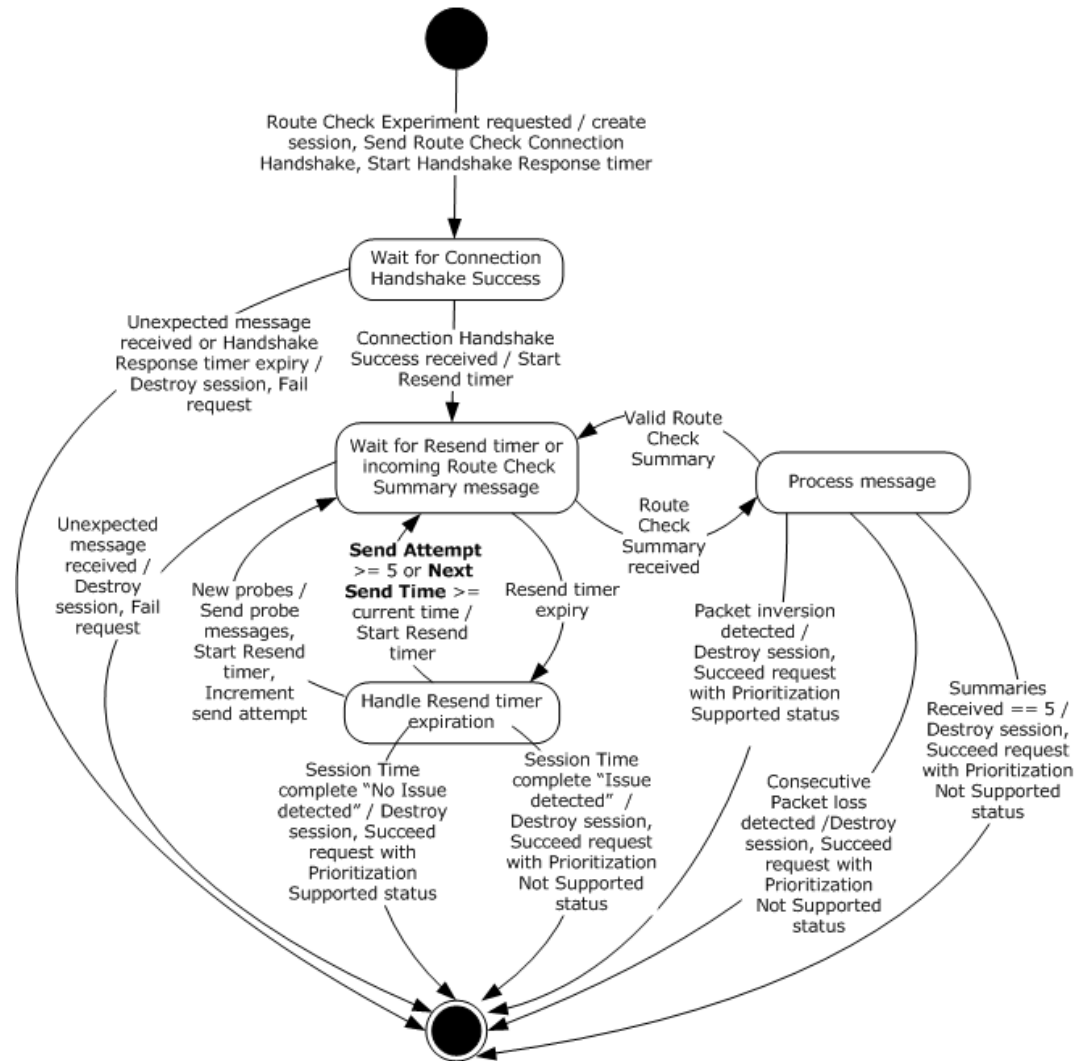 Route Check Experiment requested / create
session, Send Route Check Connection
Handshake, Start Handshake Response timer
Wait for Connection
Handshake Success
Unexpected message
received or Handshake
Response timer expiry /
Destroy session, Fail
request
Connection Handshake
Success received / Start
Resend timer
Valid Route
Check
Summary
Wait for Resend timer or
incoming Route Check
Summary message
Process message
Route
Check
Summary
received
Unexpected
message
received /
Destroy
session, Fail
request
New probes /
Send probe
messages,
Start Resend
timer,
Increment
send attempt
Send Attempt
>= 5 or Next
Send Time >=
current time /
Start Resend
timer
Resend timer
expiry
Packet inversion
detected /
Destroy session,
Succeed request
with Prioritization
Supported status
Handle Resend timer
expiration
Summaries
Received == 5 /
Destroy session,
Succeed request
with Prioritization
Not Supported
status
Session Time
complete “No Issue
detected” / Destroy
session, Succeed
request with
Prioritization
Supported status
Session Time
complete “Issue
detected” /
Destroy session,
Succeed request
with Prioritization
Not Supported
status
Consecutive
Packet loss
detected /Destroy
session, Succeed
request with
Prioritization
Not Supported
status